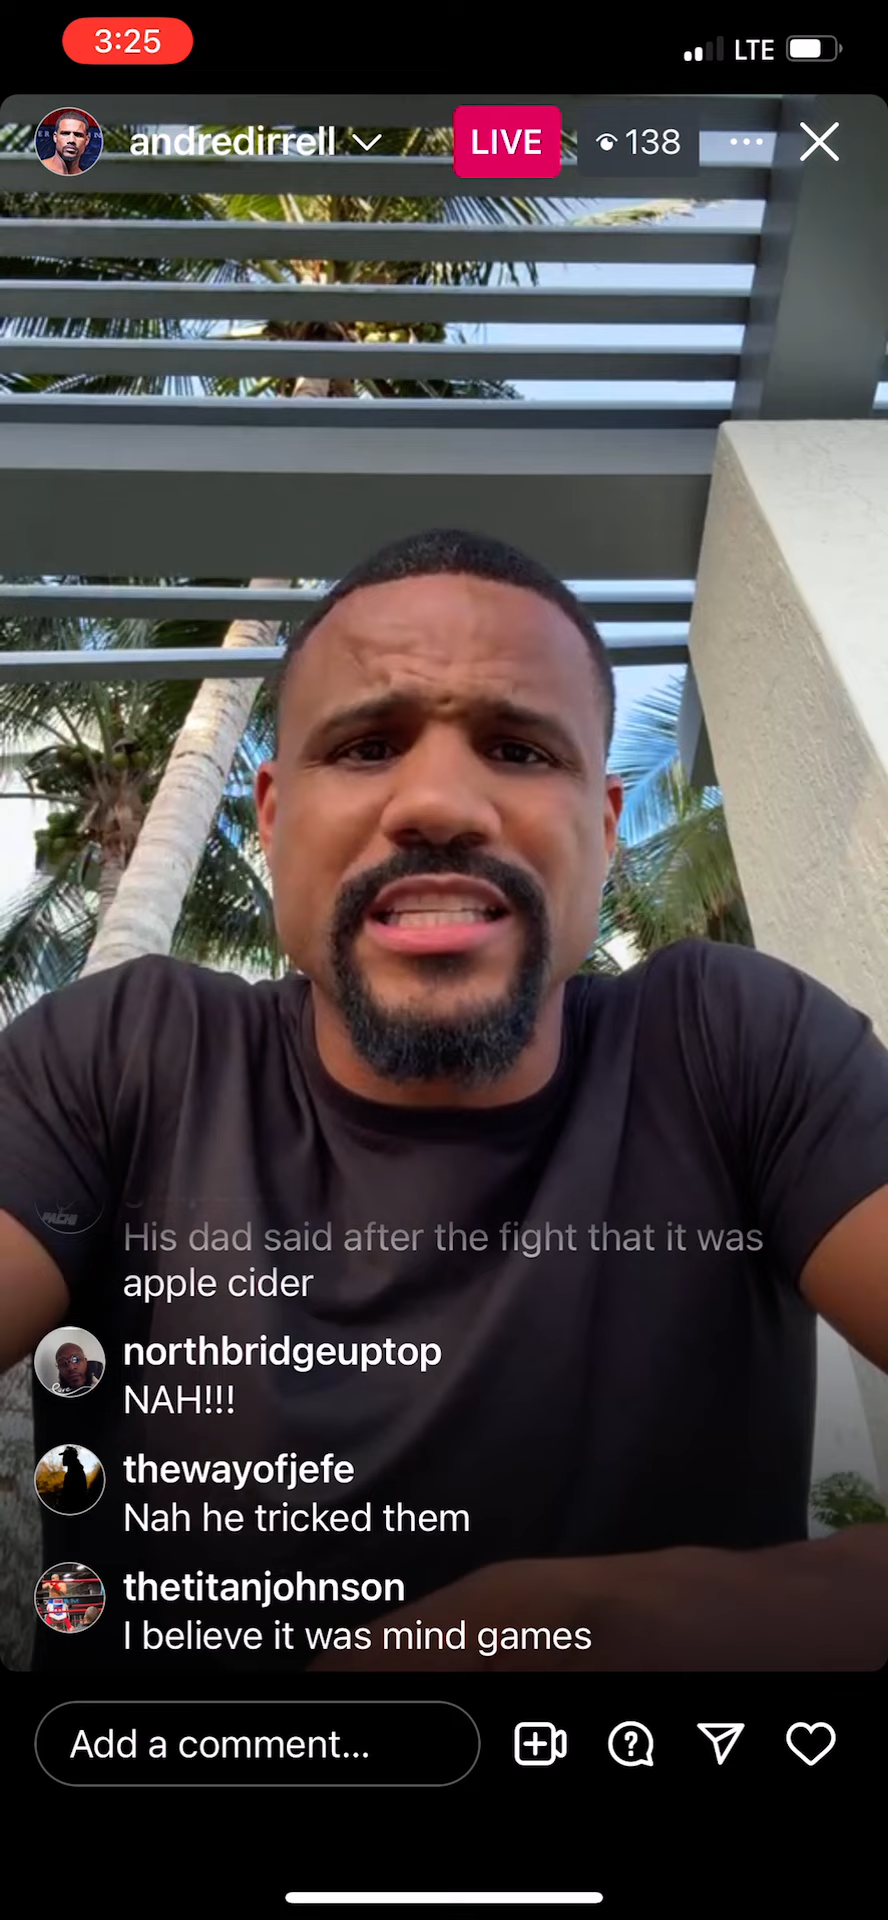 3:25
LTE
andredirrell
LIVE
138
His dad said after the fight that it was
apple cider
northbridgeuptop
NAH!!!
thewayofjefe
Nah he tricked them
thetitanjohnson
I believe it was mind games
Add a comment...